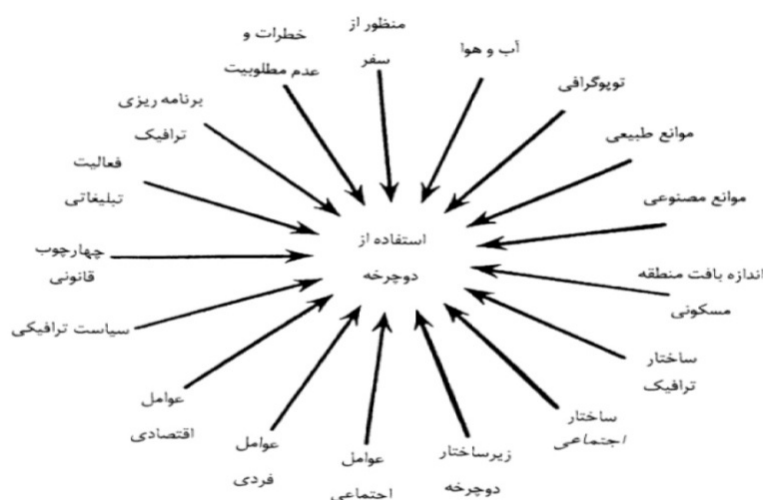 منظور از
سفر
آب و هوا
توپوگرافی
موانع طبیعی
موانع مصنوعی
اندازه بافت منطقه
مسکونی
ساختار
ترافیک
ساختار
اجتماعی
زیرساختار
دوچرخه
عوامل
اجتماعی
عوامل
فردی
عوامل
اقتصادی
سیاست ترافیکی
چهارچوب
قانونی
فعالیت
تبلیغاتی
برنامه ریزی
ترافیک
خطرات و
عدم مطلوبیت
استفاده از
دوچرخه